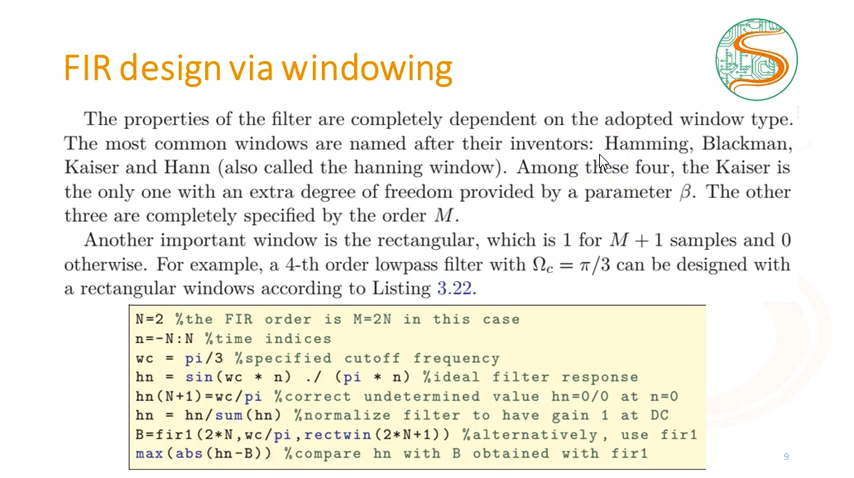 FIR design via windowing
The properties of the filter are completely dependent on the adopted window type.
The most common windows are named after their inventors: Hamming, Blackman,
Kaiser and Hann (also called the hanning window). Among these four, the Kaiser is
the only one with an extra degree of freedom provided by a parameter β. The other
three are completely specified by the order M.
Another important window is the rectangular, which is 1 for M + 1 samples and 0
otherwise. For example, a 4-th order lowpass filter with Ωc = π/3 can be designed with
a rectangular windows according to Listing 3.22.
N=2 %the FIR order is M=2N in this case
n=-N:N %time indices
wc = pi/3 %specified cutoff frequency
hn = sin(wc * n) ./ (pi * n) %ideal filter response
hn(N+1)=wc/pi %correct undetermined value hn=0/0 at n=0
hn = hn/sum(hn) %normalize filter to have gain 1 at DC
B=fir1(2*N,wc/pi,rectwin(2*N+1)) %alternatively, use fir1
max(abs(hn-B)) %compare hn with B obtained with fir1
9